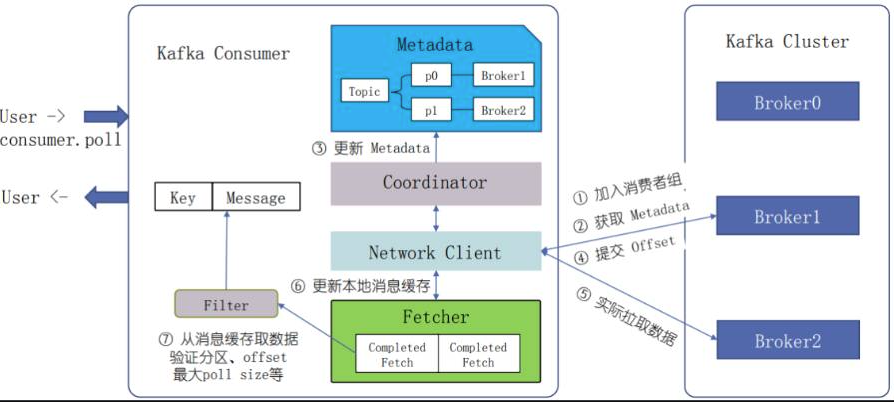 Kafka Consumer
Metadata
Topic
p0
Broker1
p1
Broker2
Kafka Cluster
Broker0
Broker1
Broker2
User ->
consumer.poll
User <-
③ 更新 Metadata
Coordinator
Key
Message
Network Client
① 加入消费者组
② 获取 Metadata
④ 提交 Offset
⑤ 实际拉取数据
⑥ 更新本地消息缓存
Filter
Fetcher
Completed
Fetch
Completed
Fetch
⑦ 从消息缓存取数据
验证分区、offset
最大poll size等